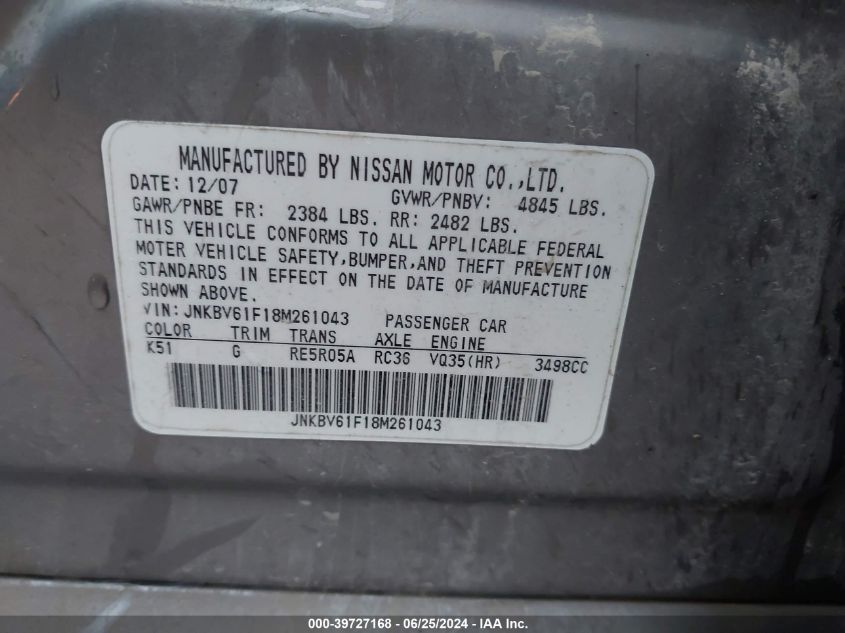 MANUFACTURED BY NISSAN MOTOR CO.,LTD.
DATE: 12/07 GVWR/PNBV: 4845 LBS.
GAWR/PNBE FR: 2384 LBS. RR: 2482 LBS.
THIS VEHICLE CONFORMS TO ALL APPLICABLE FEDERAL
MOTER VEHICLE SAFETY,BUMPER,AND THEFT PREVENTION
STANDARDS IN EFFECT ON THE DATE OF MANUFACTURE
SHOWN ABOVE.
VIN: JNKBV61F18M261043 PASSENGER CAR
COLOR TRIM TRANS AXLE ENGINE
K51 G RE5R05A RC36 VQ35(HR) 3498CC
JNKBV61F18M261043
000-39727168 - 06/25/2024 - IAA Inc.